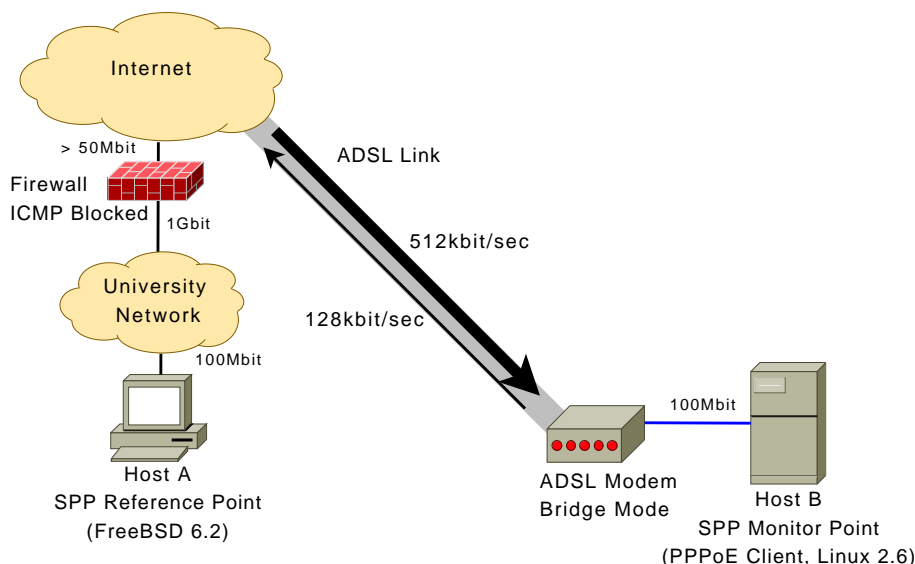 Internet
> 50Mbit
ADSL Link
Firewall
ICMP Blocked
1Gbit
512kbit/sec
University
Network
128kbit/sec
100Mbit
100Mbit
Host A
SPP Reference Point
(FreeBSD 6.2)
ADSL Modem
Bridge Mode
Host B
SPP Monitor Point
(PPPoE Client, Linux 2.6)